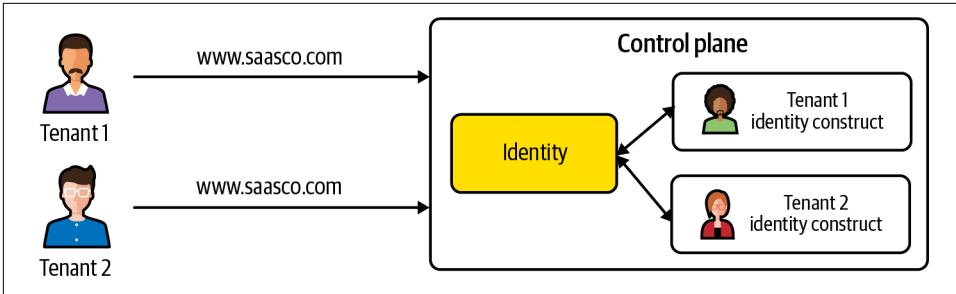 Control plane
www.saasco.com
Tenant 1
Tenant 1
identity construct
Identity
www.saasco.com
Tenant 2
identity construct
Tenant 2